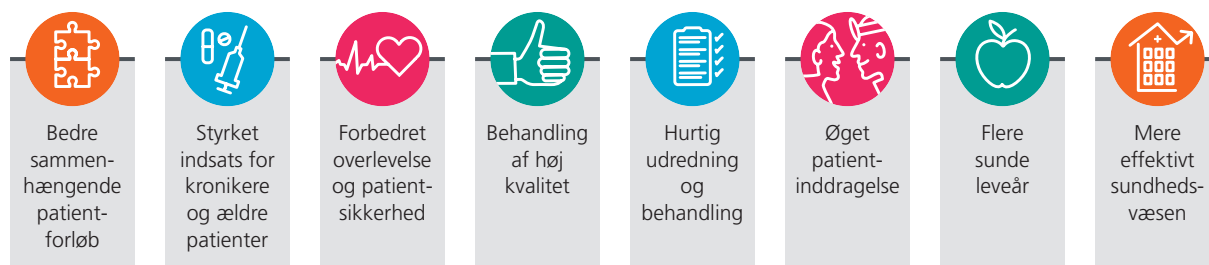 Bedre
sammen-
hængende
patient-
forløb
Styrket
indsats for
kronikere
og ældre
patienter
Forbedret
overlevelse
og patient-
sikkerhed
Behandling
af høj
kvalitet
Hurtig
udredning
og
behandling
Øget
patient-
inddragelse
Flere
sunde
leveår
Mere
effektivt
sundheds-
væsen